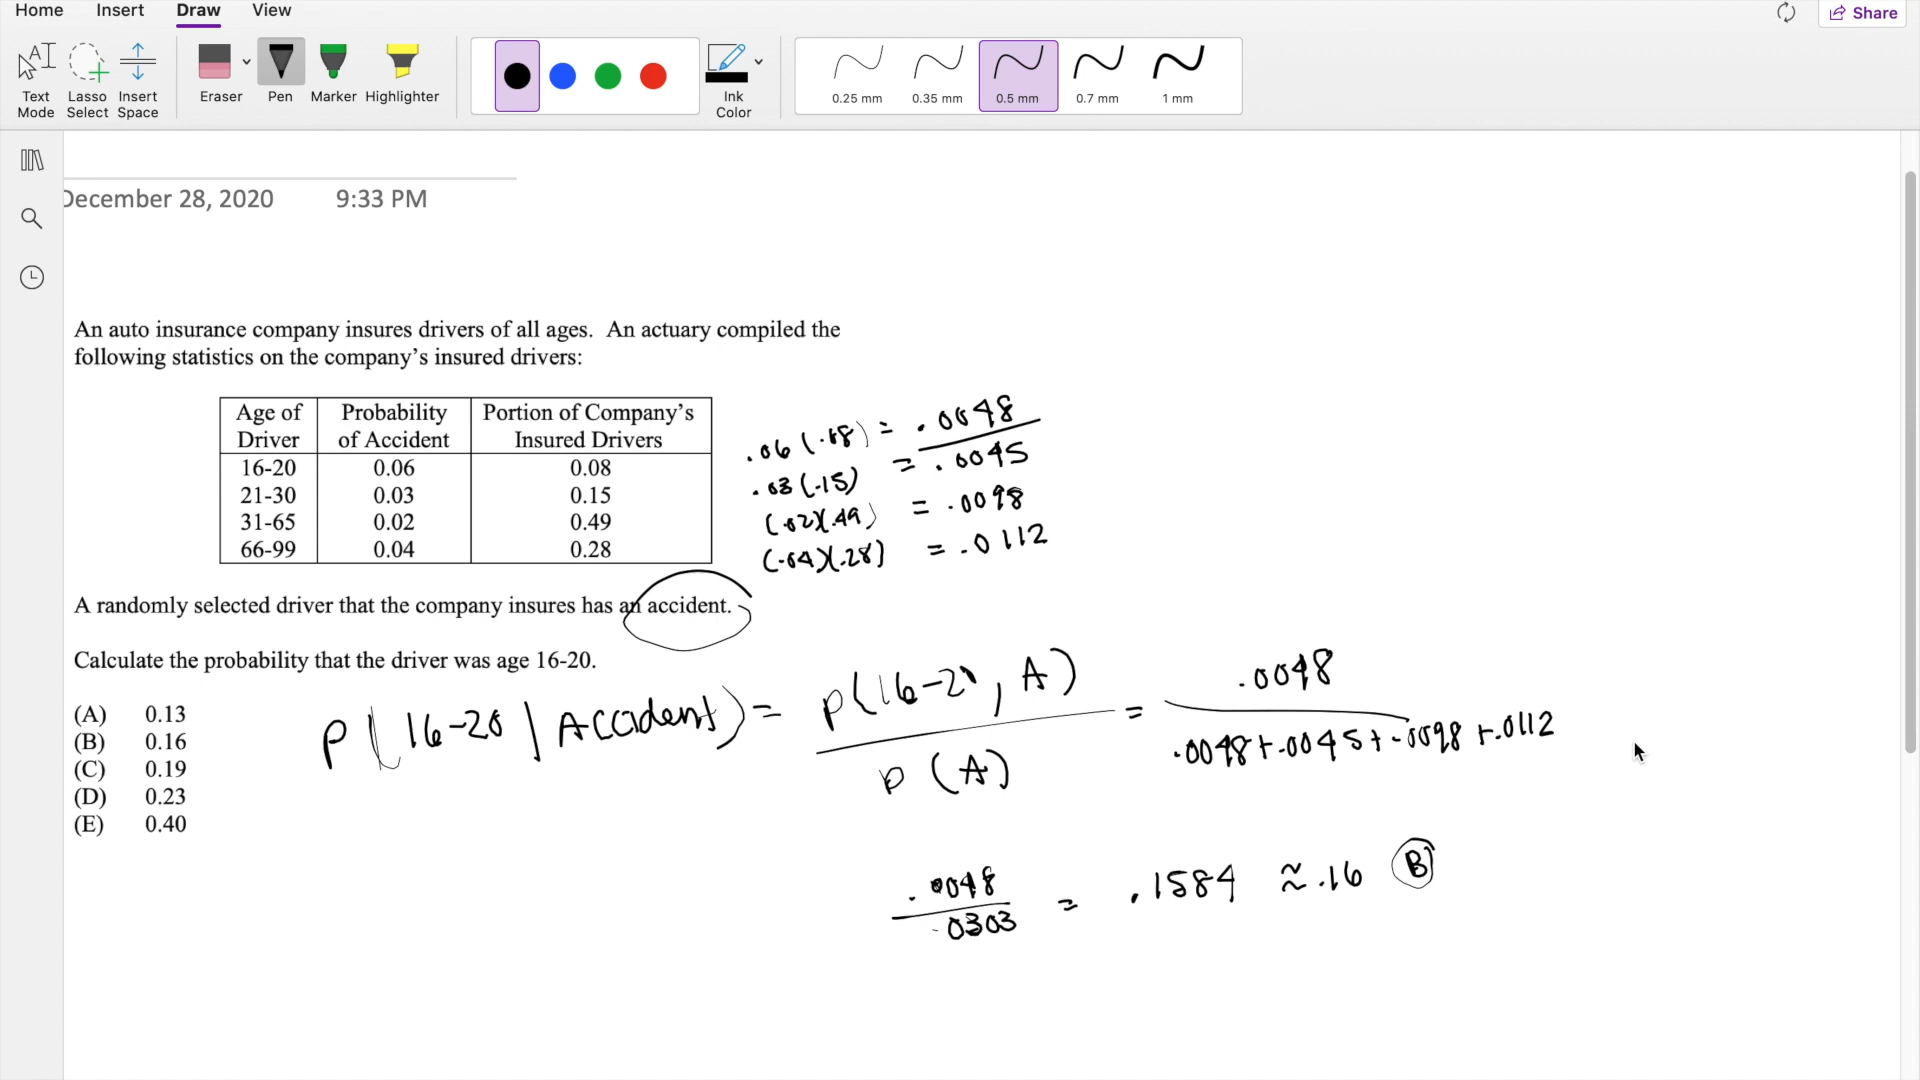 Home Insert Draw View Share
Text Mode Lasso Select Insert Space Eraser Pen Marker Highlighter Ink Color 0.25 mm 0.35 mm 0.5 mm 0.7 mm 1 mm
December 28, 2020 9:33 PM
An auto insurance company insures drivers of all ages. An actuary compiled the
following statistics on the company's insured drivers:
Age of Driver Probability of Accident Portion of Company's Insured Drivers
16-20 0.06 0.08
21-30 0.03 0.15
31-65 0.02 0.49
66-99 0.04 0.28
.06 (.08) = .0048
.03 (.15) = .0045
(.02)(.49) = .0098
(.04)(.28) = .0112
A randomly selected driver that the company insures has an accident.
Calculate the probability that the driver was age 16-20.
(A) 0.13
(B) 0.16
(C) 0.19
(D) 0.23
(E) 0.40
P(16-20 | Accident) = P(16-20, A) = .0048
P(A) .0048+.0045+.0098+.0112
.0048
.0303 = .1584 ≈ .16 B